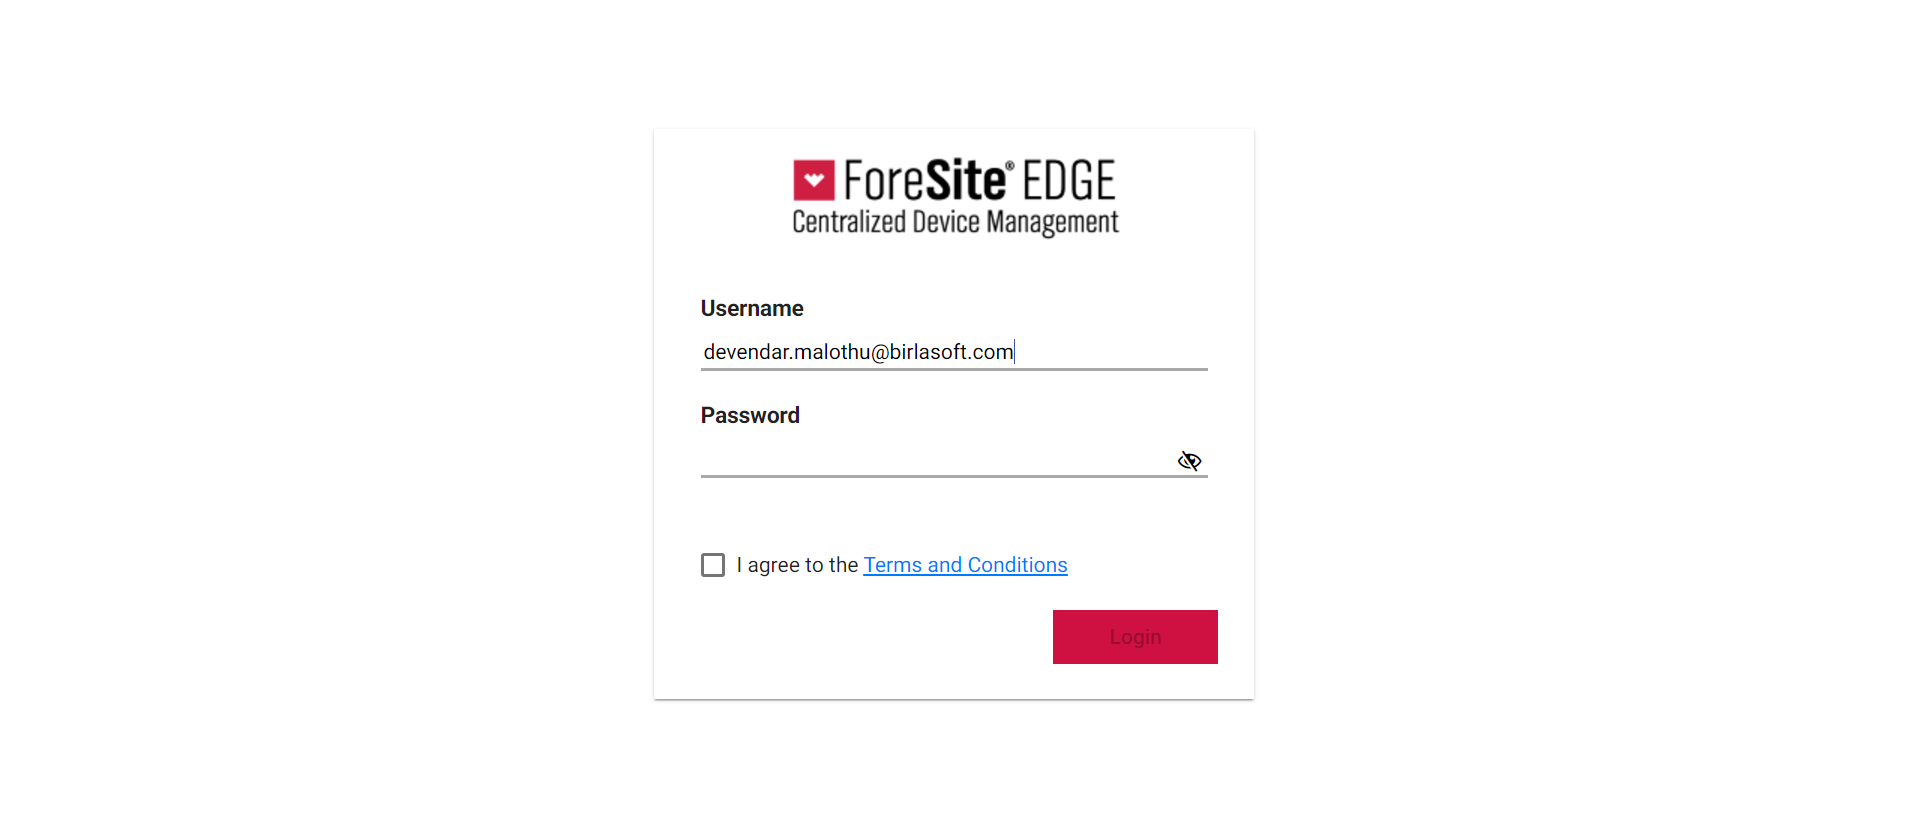 ForeSite® EDGE
Centralized Device Management
Username
devendar.malothu@birlasoft.com
Password
I agree to the Terms and Conditions
Login